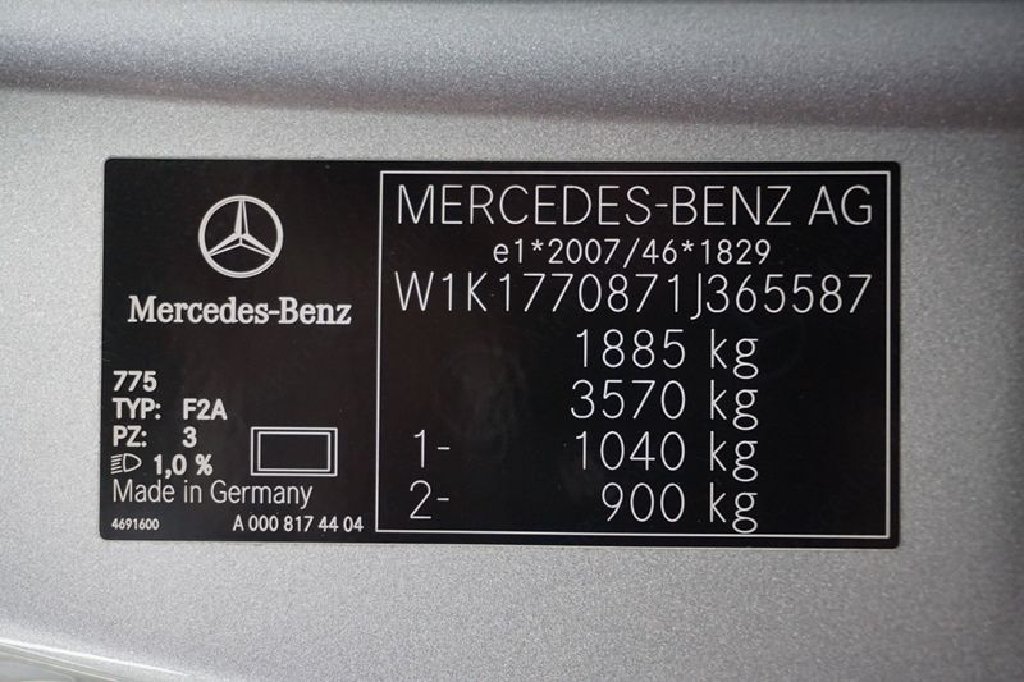 Mercedes-Benz
775
TYP: F2A
PZ: 3
1,0 %
Made in Germany
4691600 A 000 817 44 04
MERCEDES-BENZ AG
e1*2007/46*1829
W1K1770871J365587
1885 kg
3570 kg
1- 1040 kg
2- 900 kg